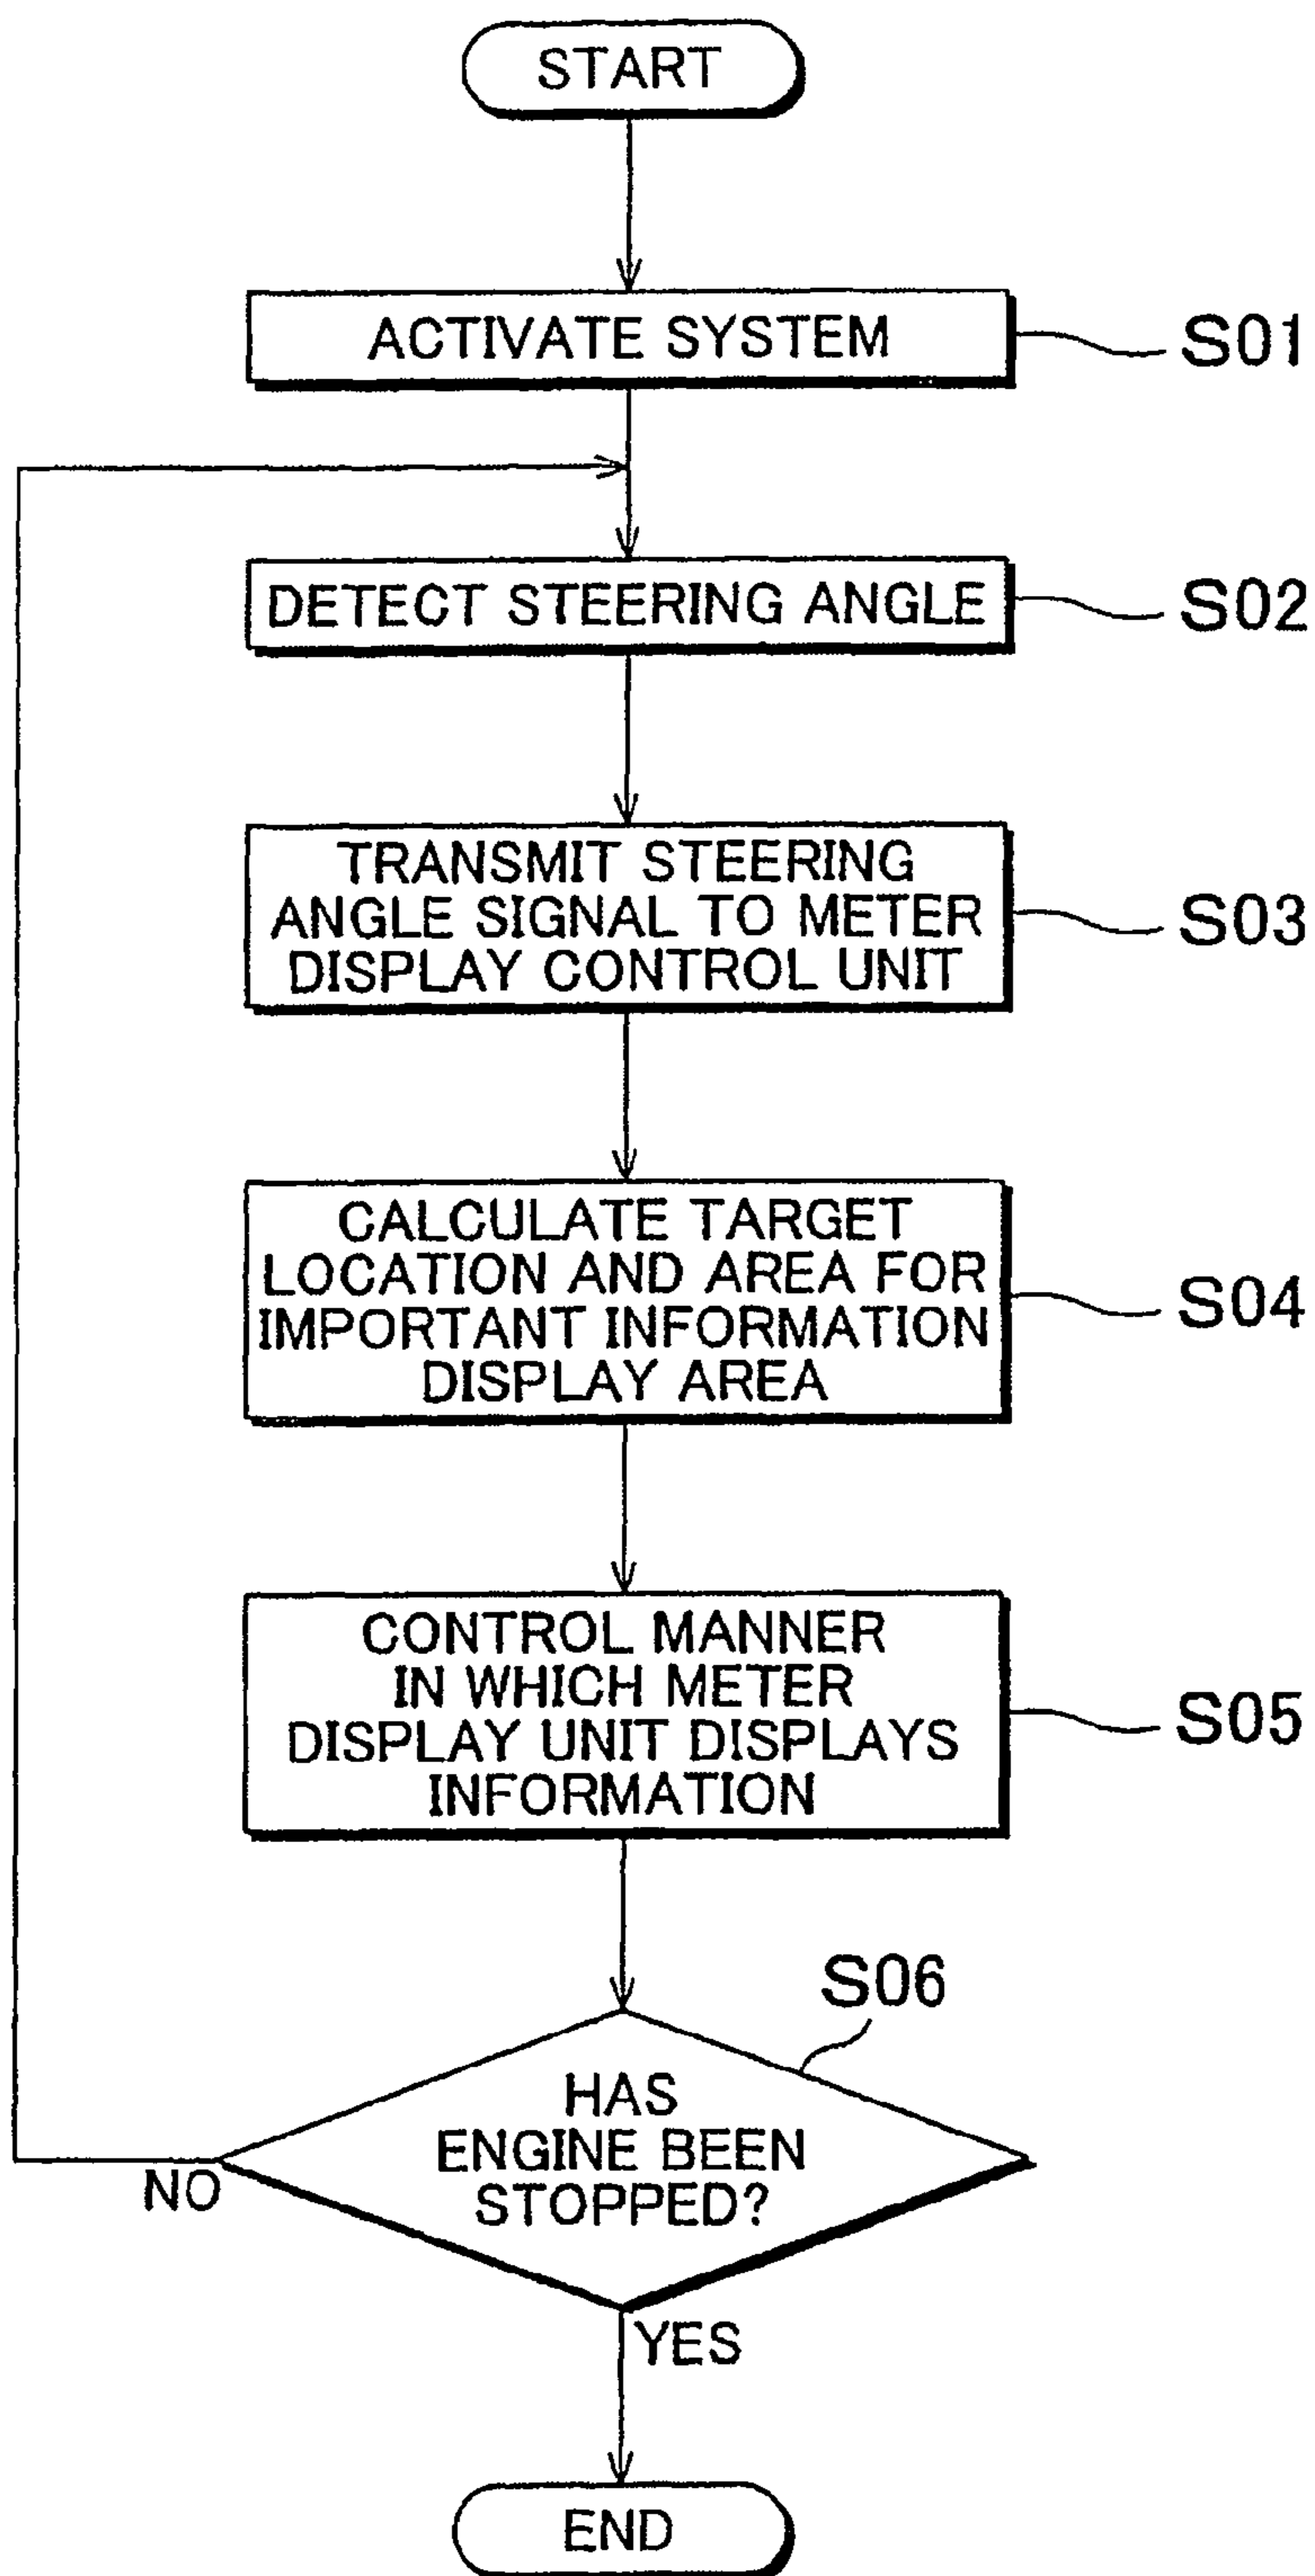 START
ACTIVATE SYSTEM
S01
DETECT STEERING ANGLE
S02
TRANSMIT STEERING
ANGLE SIGNAL TO METER
DISPLAY CONTROL UNIT
S03
CALCULATE TARGET
LOCATION AND AREA FOR
IMPORTANT INFORMATION
DISPLAY AREA
S04
CONTROL MANNER
IN WHICH METER
DISPLAY UNIT DISPLAYS
INFORMATION
S05
S06
HAS
ENGINE BEEN
STOPPED?
NO
YES
END